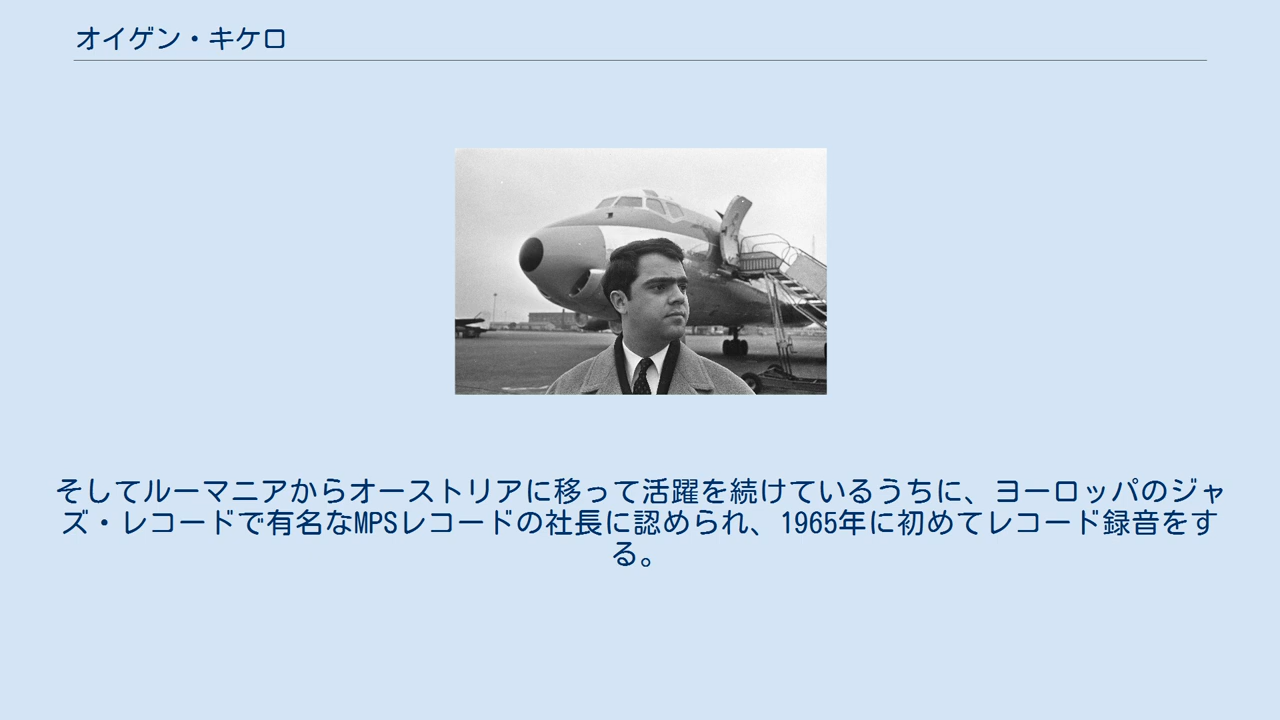 オイゲン・キケロ
そしてルーマニアからオーストリアに移って活躍を続けているうちに、ヨーロッパのジャ
ズ・レコードで有名なMPSレコードの社長に認められ、1965年に初めてレコード録音をす
る。